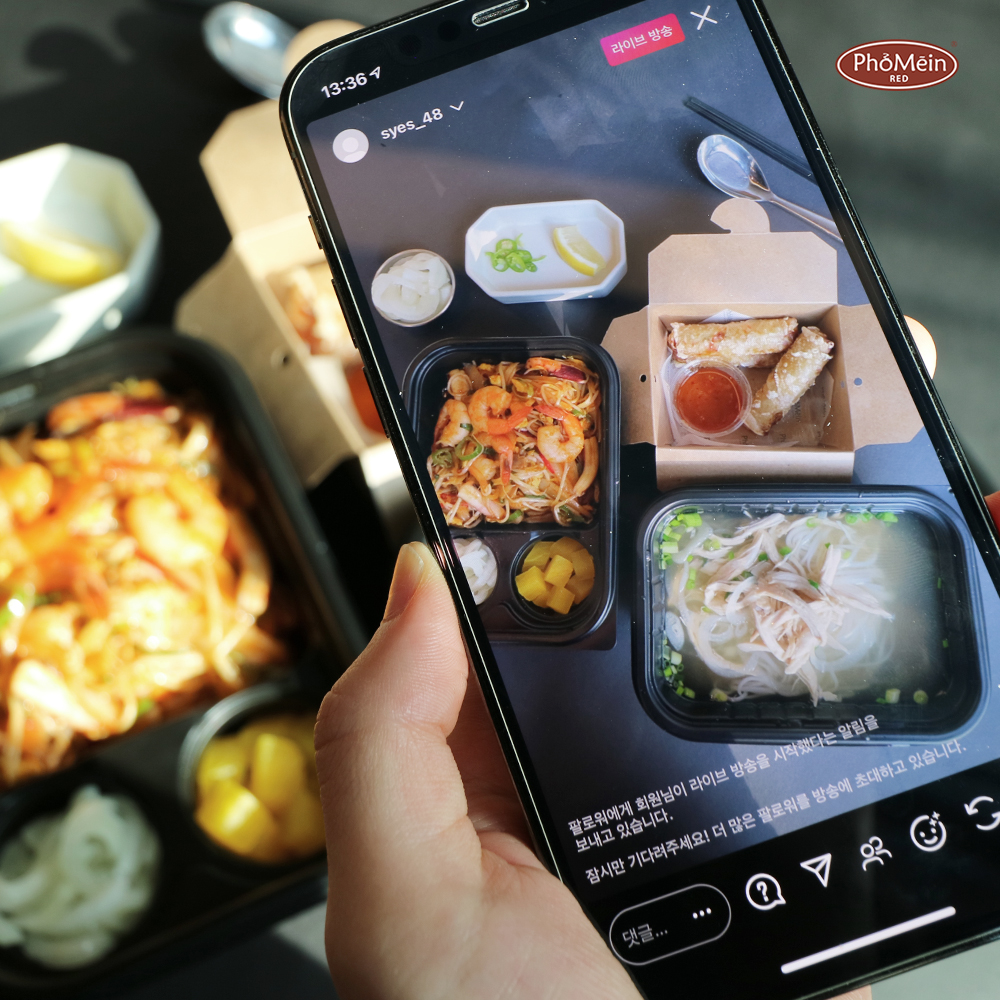 PhởMein
RED
13:36
라이브 방송
syes_48
팔로워에게 회원님이 라이브 방송을 시작했다는 알림을
보내고 있습니다.
잠시만 기다려주세요! 더 많은 팔로워를 방송에 초대하고 있습니다.
댓글...